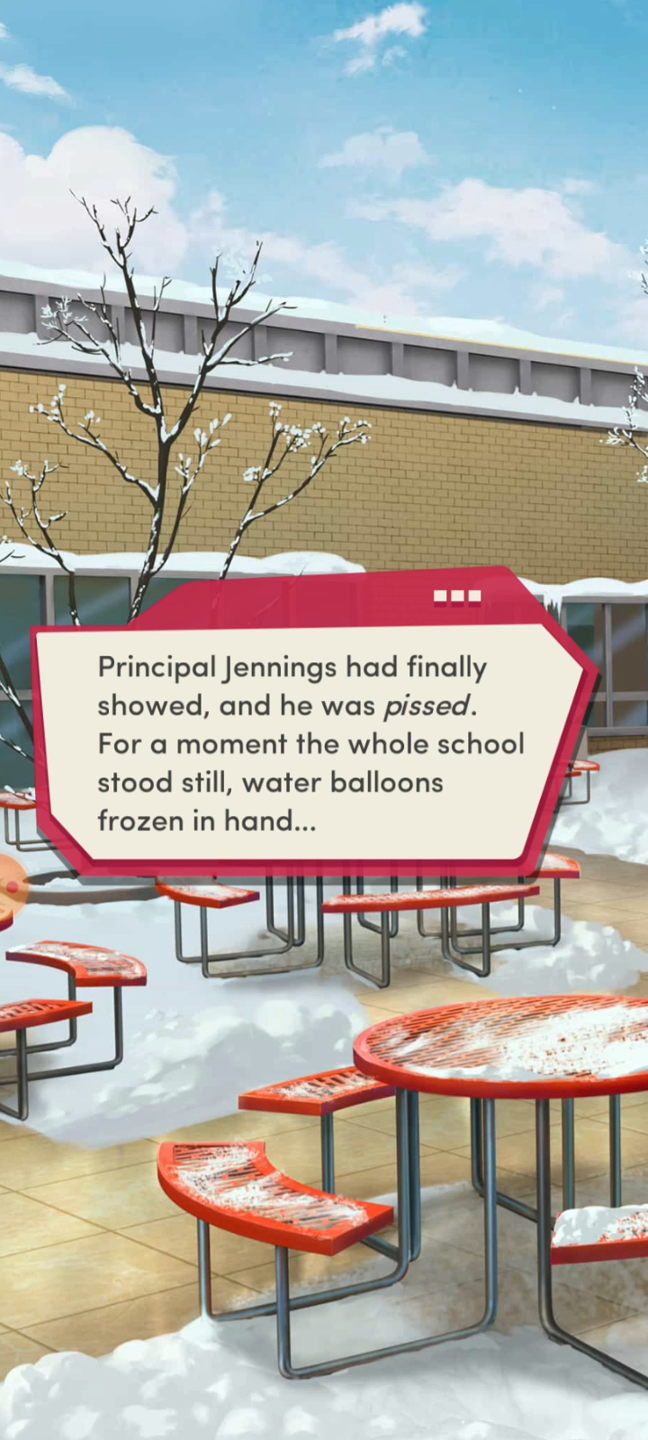 Principal Jennings had finally
showed, and he was pissed.
For a moment the whole school
stood still, water balloons
frozen in hand...